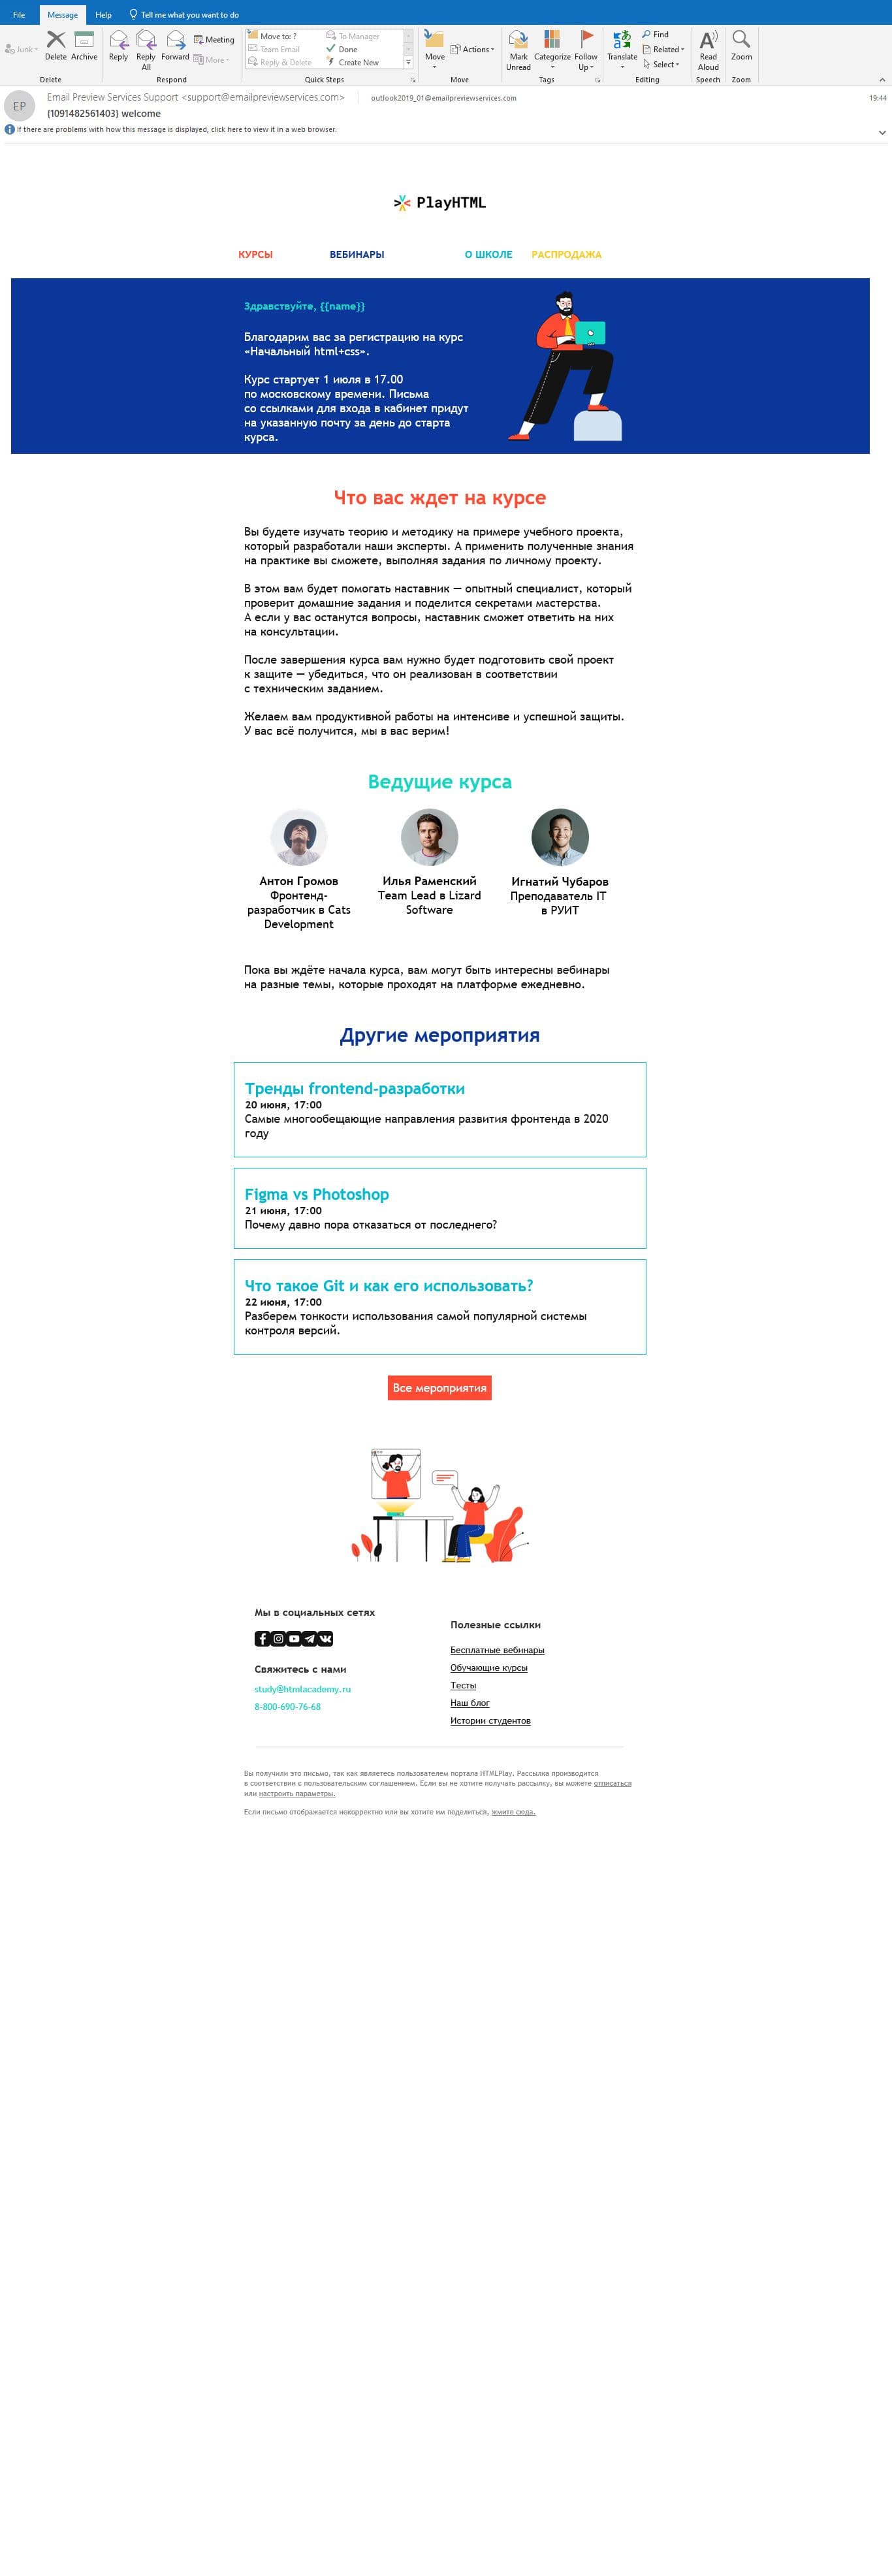 File Message Help Tell me what you want to do
Junk Delete Archive Reply Reply All Forward Meeting More Move to: ? Team Email Reply & Delete To Manager Done Create New Move Actions Mark Unread Categorize Follow Up Translate Find Related Select Read Aloud Zoom
Delete Respond Quick Steps Move Tags Editing Speech Zoom
EP
Email Preview Services Support <support@emailpreviewservices.com> outlook2019_01@emailpreviewservices.com 19:44
(1091482561403) welcome
If there are problems with how this message is displayed, click here to view it in a web browser.
PlayHTML
КУРСЫ ВЕБИНАРЫ О ШКОЛЕ РАСПРОДАЖА
Здравствуйте, {{name}}
Благодарим вас за регистрацию на курс
«Начальный html+css».
Курс стартует 1 июля в 17.00
по московскому времени. Письма
со ссылками для входа в кабинет придут
на указанную почту за день до старта
курса.
Что вас ждет на курсе
Вы будете изучать теорию и методику на примере учебного проекта,
который разработали наши эксперты. А применить полученные знания
на практике вы сможете, выполняя задания по личному проекту.
В этом вам будет помогать наставник — опытный специалист, который
проверит домашние задания и поделится секретами мастерства.
А если у вас останутся вопросы, наставник сможет ответить на них
на консультации.
После завершения курса вам нужно будет подготовить свой проект
к защите — убедиться, что он реализован в соответствии
с техническим заданием.
Желаем вам продуктивной работы на интенсиве и успешной защиты.
У вас всё получится, мы в вас верим!
Ведущие курса
Антон Громов
Фронтенд-
разработчик в Cats
Development
Илья Раменский
Team Lead в Lizard
Software
Игнатий Чубаров
Преподаватель IT
в РУИТ
Пока вы ждёте начала курса, вам могут быть интересны вебинары
на разные темы, которые проходят на платформе ежедневно.
Другие мероприятия
Тренды frontend-разработки
20 июня, 17:00
Самые многообещающие направления развития фронтенда в 2020
году
Figma vs Photoshop
21 июня, 17:00
Почему давно пора отказаться от последнего?
Что такое Git и как его использовать?
22 июня, 17:00
Разберем тонкости использования самой популярной системы
контроля версий.
Все мероприятия
Мы в социальных сетях
Свяжитесь с нами
study@htmlacademy.ru
8-800-690-76-68
Полезные ссылки
Бесплатные вебинары
Обучающие курсы
Тесты
Наш блог
Истории студентов
Вы получили это письмо, так как являетесь пользователем портала HTMLPlay. Рассылка производится
в соответствии с пользовательским соглашением. Если вы не хотите получать рассылку, вы можете отписаться
или настроить параметры.
Если письмо отображается некорректно или вы хотите им поделиться, жмите сюда.